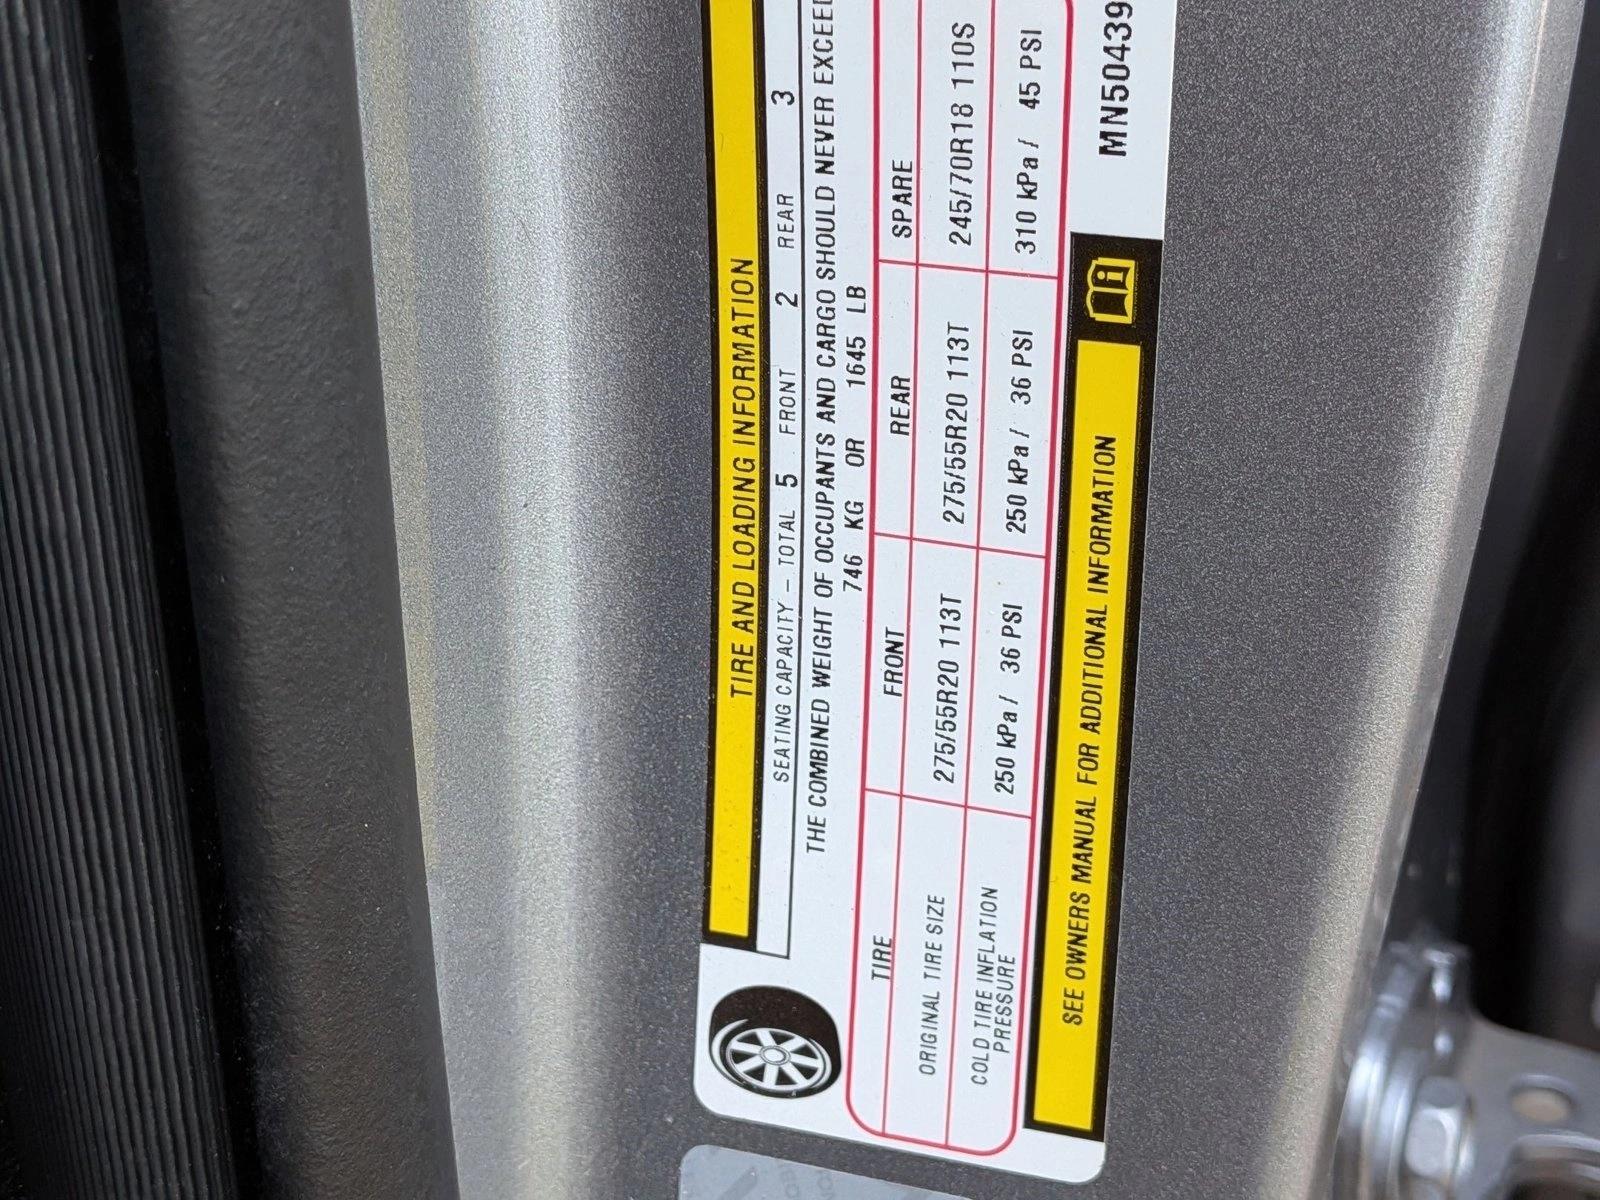 TIRE AND LOADING INFORMATION
SEATING CAPACITY – TOTAL 5 FRONT 2 REAR 3
THE COMBINED WEIGHT OF OCCUPANTS AND CARGO SHOULD NEVER EXCEED
746 KG OR 1645 LB
TIRE FRONT REAR SPARE
ORIGINAL TIRE SIZE 275/55R20 113T 275/55R20 113T 245/70R18 110S
COLD TIRE INFLATION PRESSURE 250 kPa / 36 PSI 250 kPa / 36 PSI 310 kPa / 45 PSI
SEE OWNERS MANUAL FOR ADDITIONAL INFORMATION
MN50439